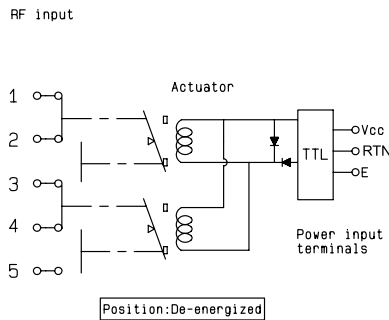 RF input
Actuator
1
2
3
4
5
TTL
Vcc
RTN
E
Power input
terminals
Position:De-energized